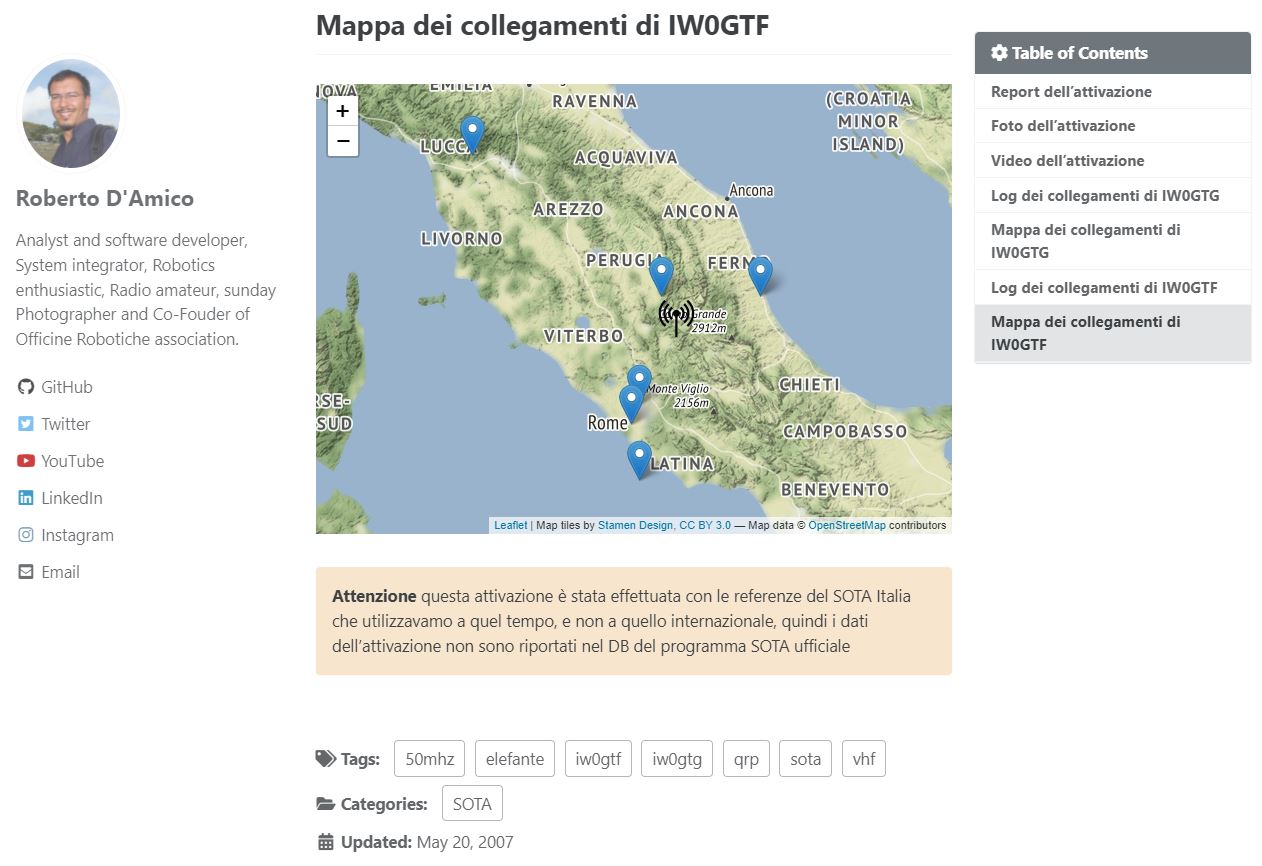 Mappa dei collegamenti di IW0GTF
Roberto D'Amico
Analyst and software developer,
System integrator, Robotics
enthusiastic, Radio amateur, sunday
Photographer and Co-Fouder of
Officine Robotiche association.
GitHub
Twitter
YouTube
LinkedIn
Instagram
Email
+
−
EMILIA
RAVENNA
(CROATIA
MINOR
ISLAND)
ACQUAVIVA
Ancona
AREZZO
ANCONA
LIVORNO
VITERBO
Grande
2912m
Monte Viglio
2156m
CHIETI
Rome
CAMPOBASSO
LATINA
BENEVENTO
Leaflet | Map tiles by Stamen Design, CC BY 3.0 — Map data © OpenStreetMap contributors
Attenzione questa attivazione è stata effettuata con le referenze del SOTA Italia
che utilizzavamo a quel tempo, e non a quello internazionale, quindi i dati
dell’attivazione non sono riportati nel DB del programma SOTA ufficiale
Tags: 50mhz elefante iw0gtf iw0gtg qrp sota vhf
Categories: SOTA
Updated: May 20, 2007
Table of Contents
Report dell’attivazione
Foto dell’attivazione
Video dell’attivazione
Log dei collegamenti di IW0GTG
Mappa dei collegamenti di
IW0GTG
Log dei collegamenti di IW0GTF
Mappa dei collegamenti di
IW0GTF